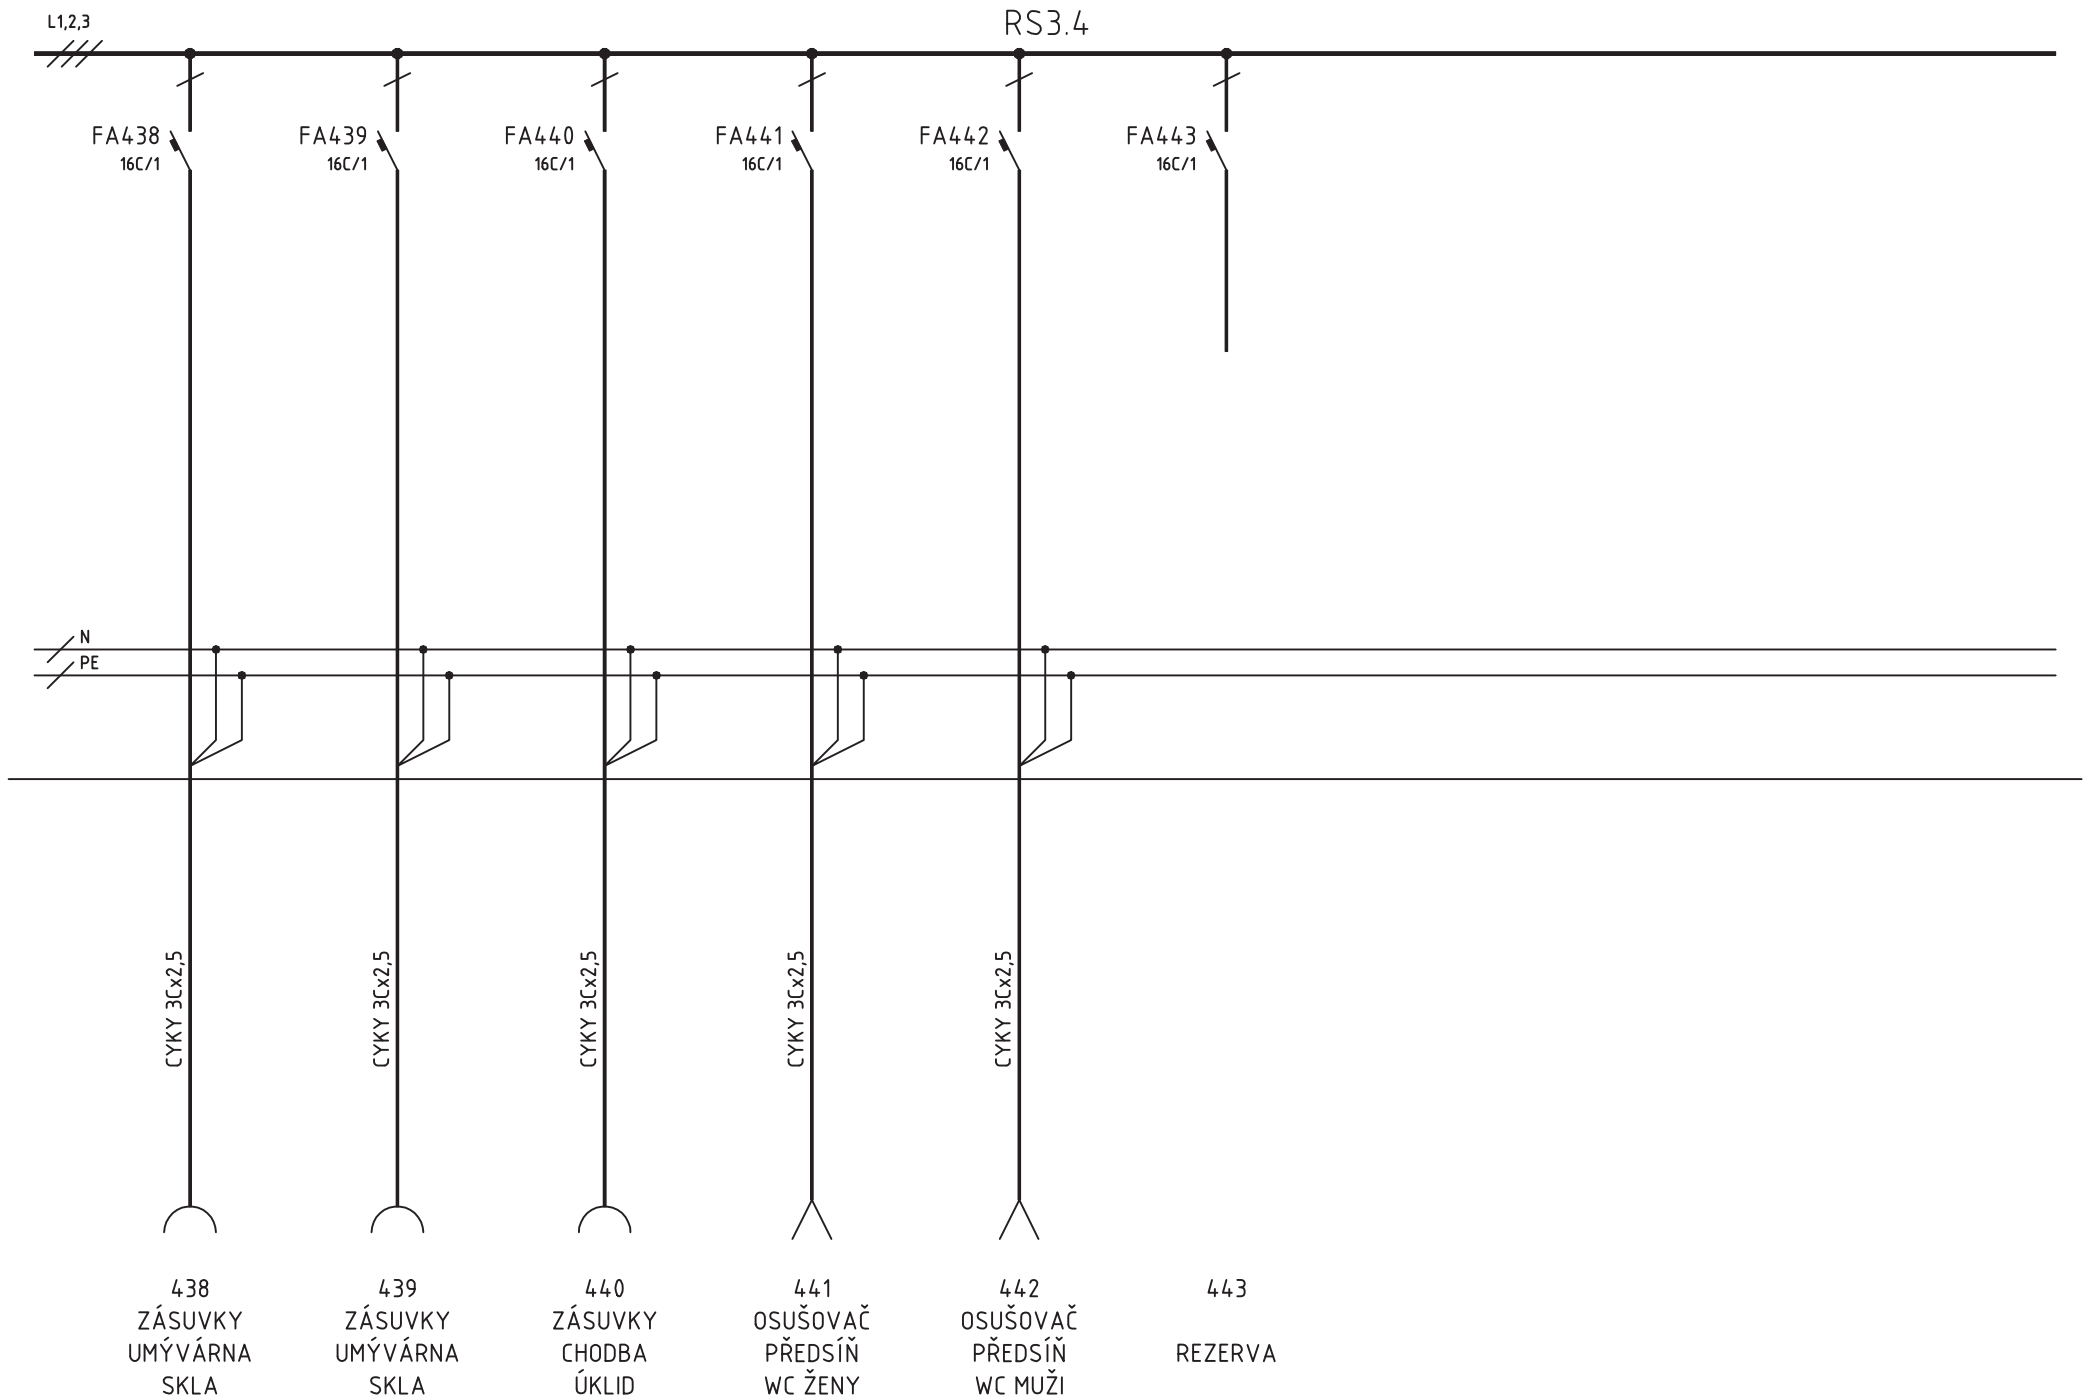 L1,2,3
RS3.4
FA438
16C/1
FA439
16C/1
FA440
16C/1
FA441
16C/1
FA442
16C/1
FA443
16C/1
N
PE
CYKY 3Cx2,5
CYKY 3Cx2,5
CYKY 3Cx2,5
CYKY 3Cx2,5
CYKY 3Cx2,5
438
ZÁSUVKY
UMÝVÁRNA
SKLA
439
ZÁSUVKY
UMÝVÁRNA
SKLA
440
ZÁSUVKY
CHODBA
ÚKLID
441
OSUŠOVAČ
PŘEDSÍŇ
WC ŽENY
442
OSUŠOVAČ
PŘEDSÍŇ
WC MUŽI
443
REZERVA